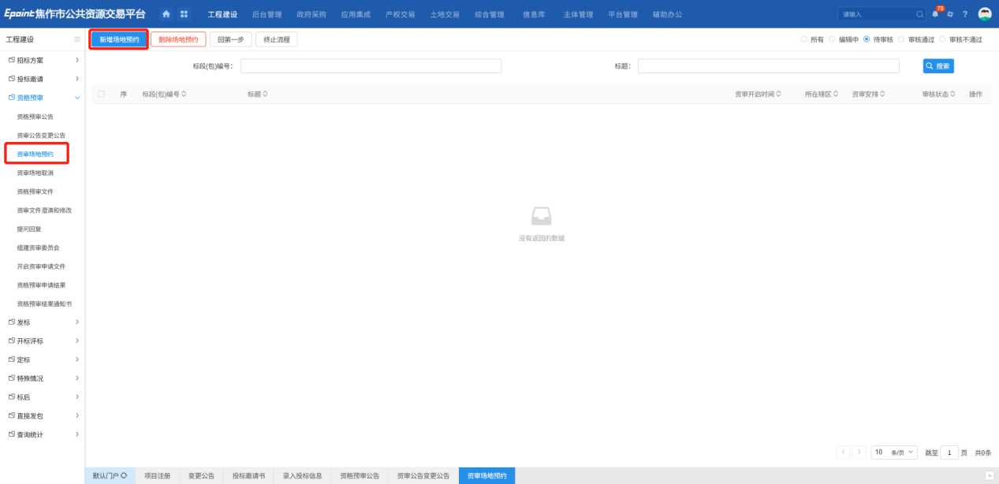 Epoint焦作市公共资源交易平台 工程建设 后台管理 政府采购 应用集成 产权交易 土地交易 综合管理 信息库 主体管理 平台管理 辅助办公 请输入 78 ?
工程建设 新增场地预约 删除场地预约 回第一步 终止流程 所有 编辑中 待审核 审核通过 审核不通过
招标方案
标段(包)编号： 标题： 搜索
投标邀请
资格预审
序 标段(包)编号 标题 资审开启时间 所在辖区 资审安排 审核状态 操作
资格预审公告
资审公告变更公告
资审场地预约
资审场地取消
资格预审文件
资审文件澄清和修改
提问回复
没有返回的数据
组建资审委员会
开启资审申请文件
资格预审申请结果
资格预审结果通知书
发标
开标评标
定标
特殊情况
标后
直接发包
查询统计
10 条/页 跳至 1 页 共0条
默认门户 项目注册 变更公告 投标邀请书 录入投标信息 资格预审公告 资审公告变更公告 资审场地预约